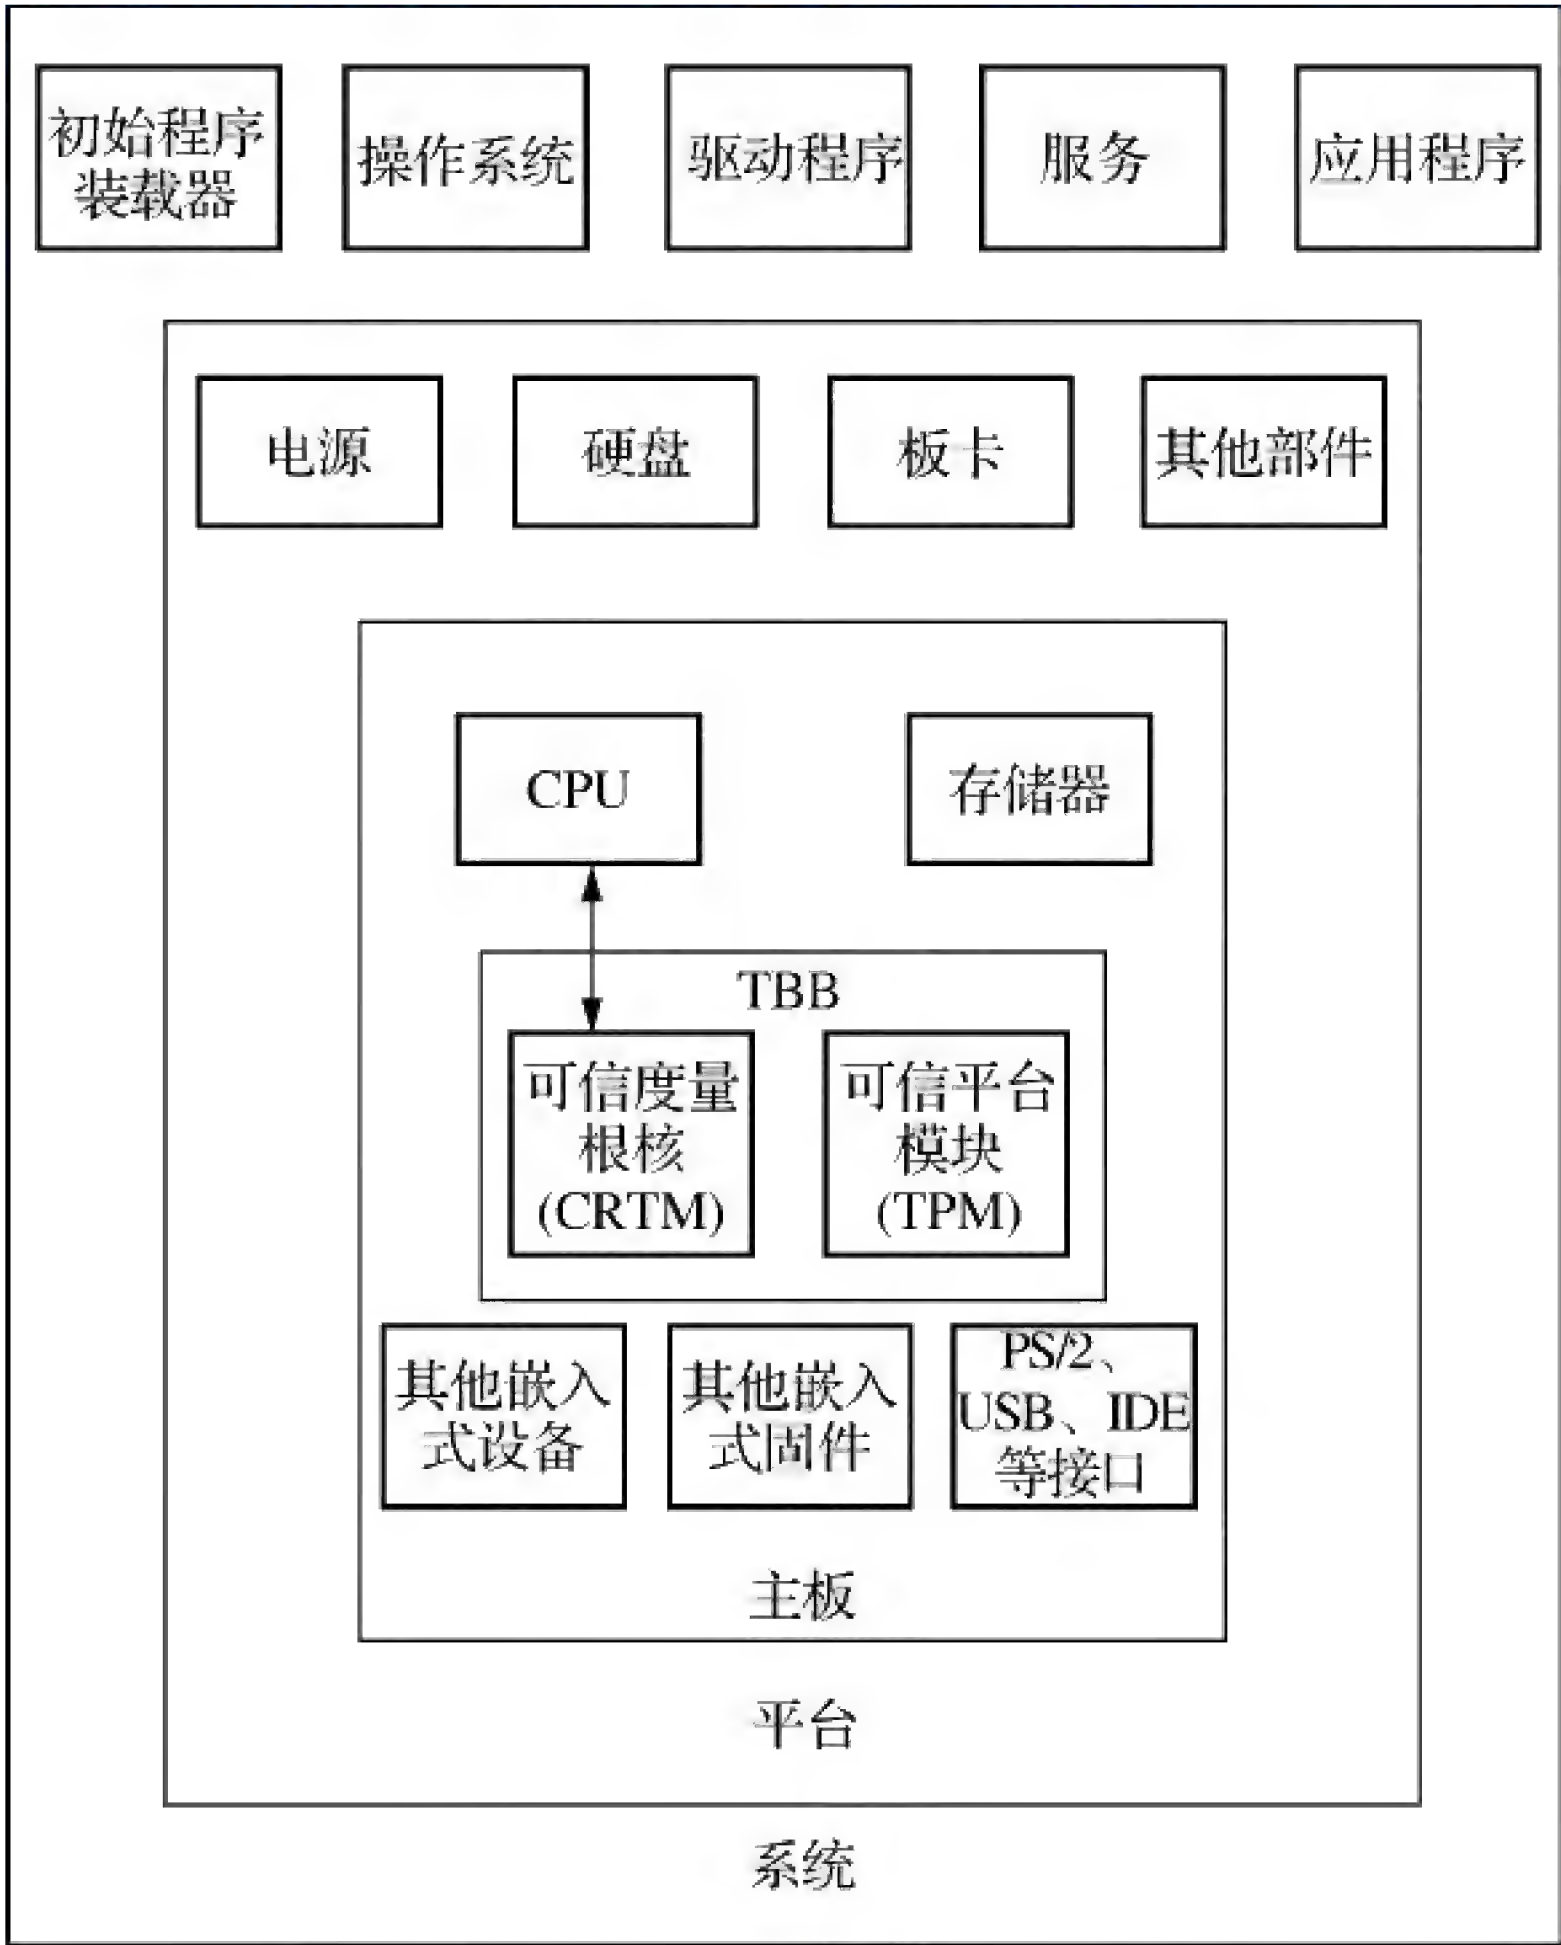 初始程序
装载器
操作系统
驱动程序
服务
应用程序
电源
硬盘
板卡
其他部件
CPU
存储器
TBB
可信度量
根核
(CRTM)
可信平台
模块
(TPM)
其他嵌入
式设备
其他嵌入
式固件
PS/2、
USB、IDE
等接口
主板
平台
系统